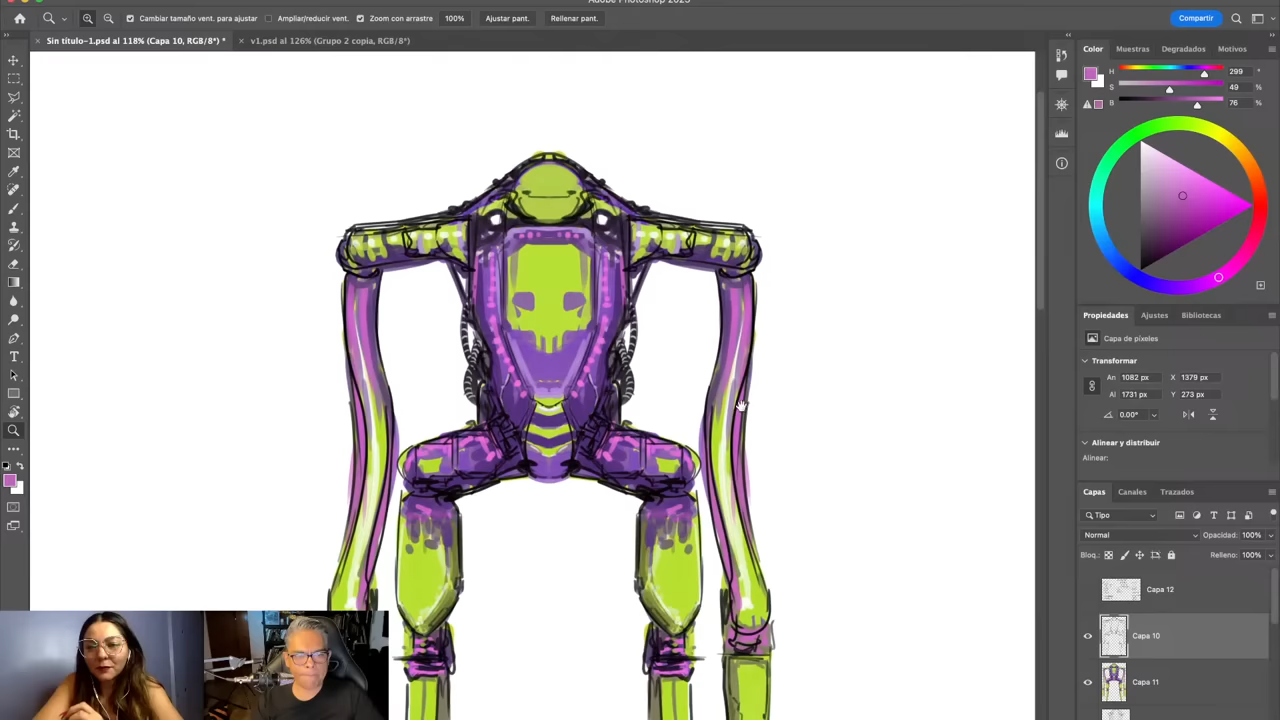 Adobe Photoshop 2023
Cambiar tamaño vent. para ajustar
Ampliar/reducir vent.
Zoom con arrastre
100%
Ajustar pant.
Rellenar pant.
Compartir
× Sin título-1.psd al 118% (Capa 10, RGB/8*) *
× v1.psd al 126% (Grupo 2 copia, RGB/8*)
Color
Muestras
Degradados
Motivos
H 299 °
S 49 %
B 76 %
Propiedades
Ajustes
Bibliotecas
Capa de píxeles
Transformar
An 1082 px X 1379 px
Al 1731 px Y 273 px
0.00°
Alinear y distribuir
Alinear:
Capas
Canales
Trazados
Tipo
Normal
Opacidad: 100%
Bloq.:
Relleno: 100%
Capa 12
Capa 10
Capa 11